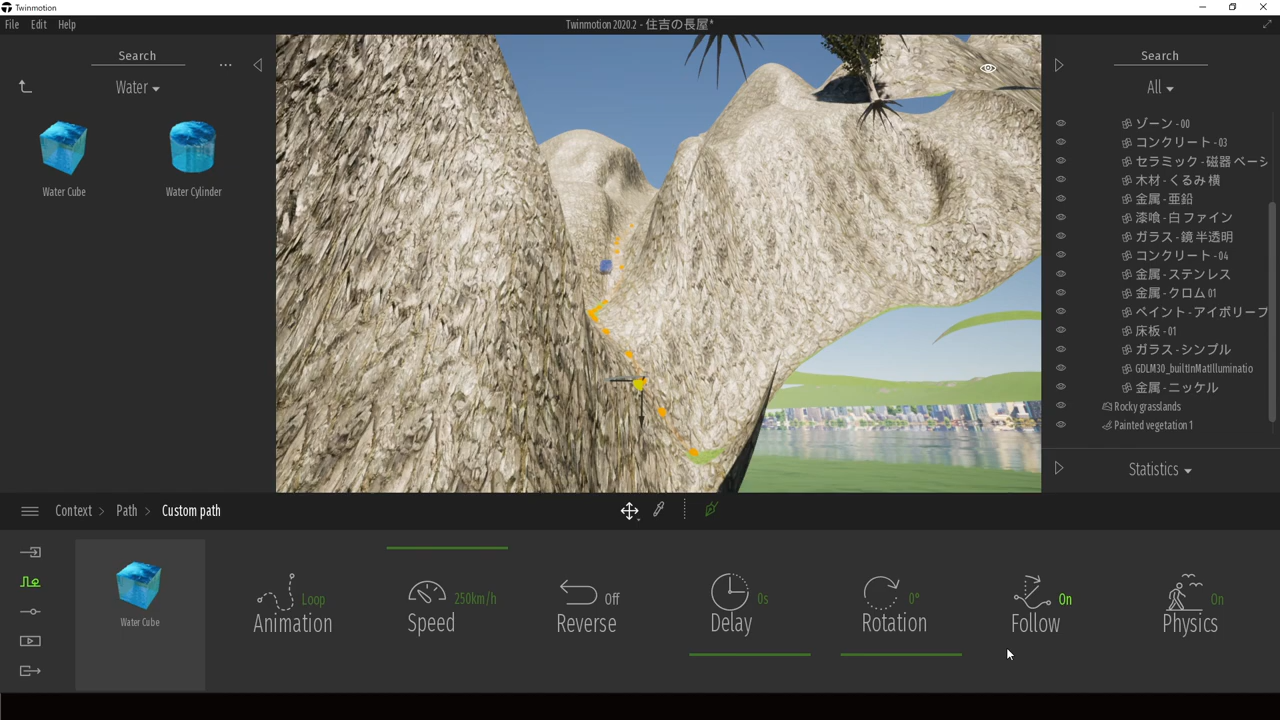 Twinmotion
File Edit Help
Twinmotion 2020.2 - 住吉の長屋*
Search
...
Water
Water Cube
Water Cylinder
Search
All
ゾーン - 00
コンクリート - 03
セラミック - 磁器 ベーシ
木材 - くるみ 横
金属 - 亜鉛
漆喰 - 白 ファイン
ガラス - 鏡 半透明
コンクリート - 04
金属 - ステンレス
金属 - クロム 01
ペイント - アイボリーブ
床板 - 01
ガラス - シンプル
GDLM30_builtInMatIlluminatio
金属 - ニッケル
Rocky grasslands
Painted vegetation 1
Statistics
Context > Path > Custom path
Water Cube
Loop
Animation
250km/h
Speed
Off
Reverse
0s
Delay
0°
Rotation
On
Follow
On
Physics